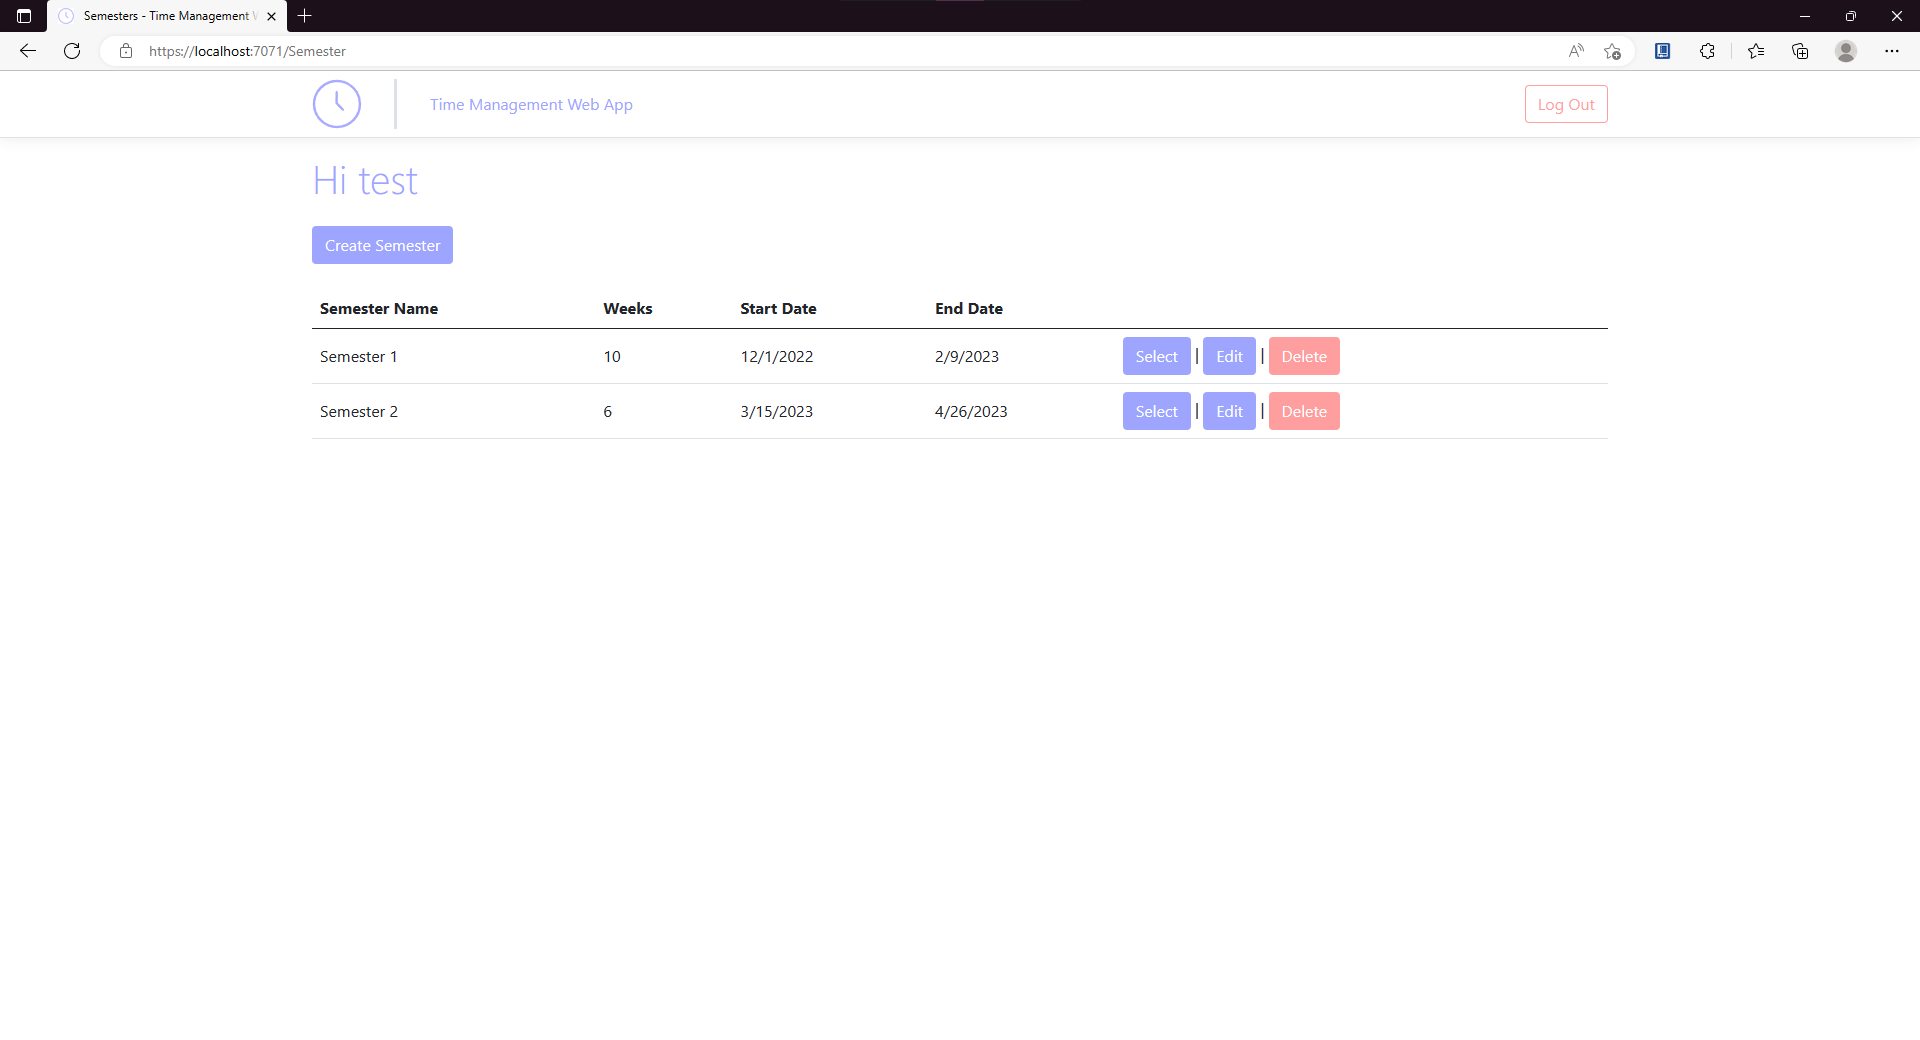 Semesters - Time Management
https://localhost:7071/Semester
Time Management Web App
Log Out
Hi test
Create Semester
Semester Name Weeks Start Date End Date
Semester 1 10 12/1/2022 2/9/2023 Select | Edit | Delete
Semester 2 6 3/15/2023 4/26/2023 Select | Edit | Delete